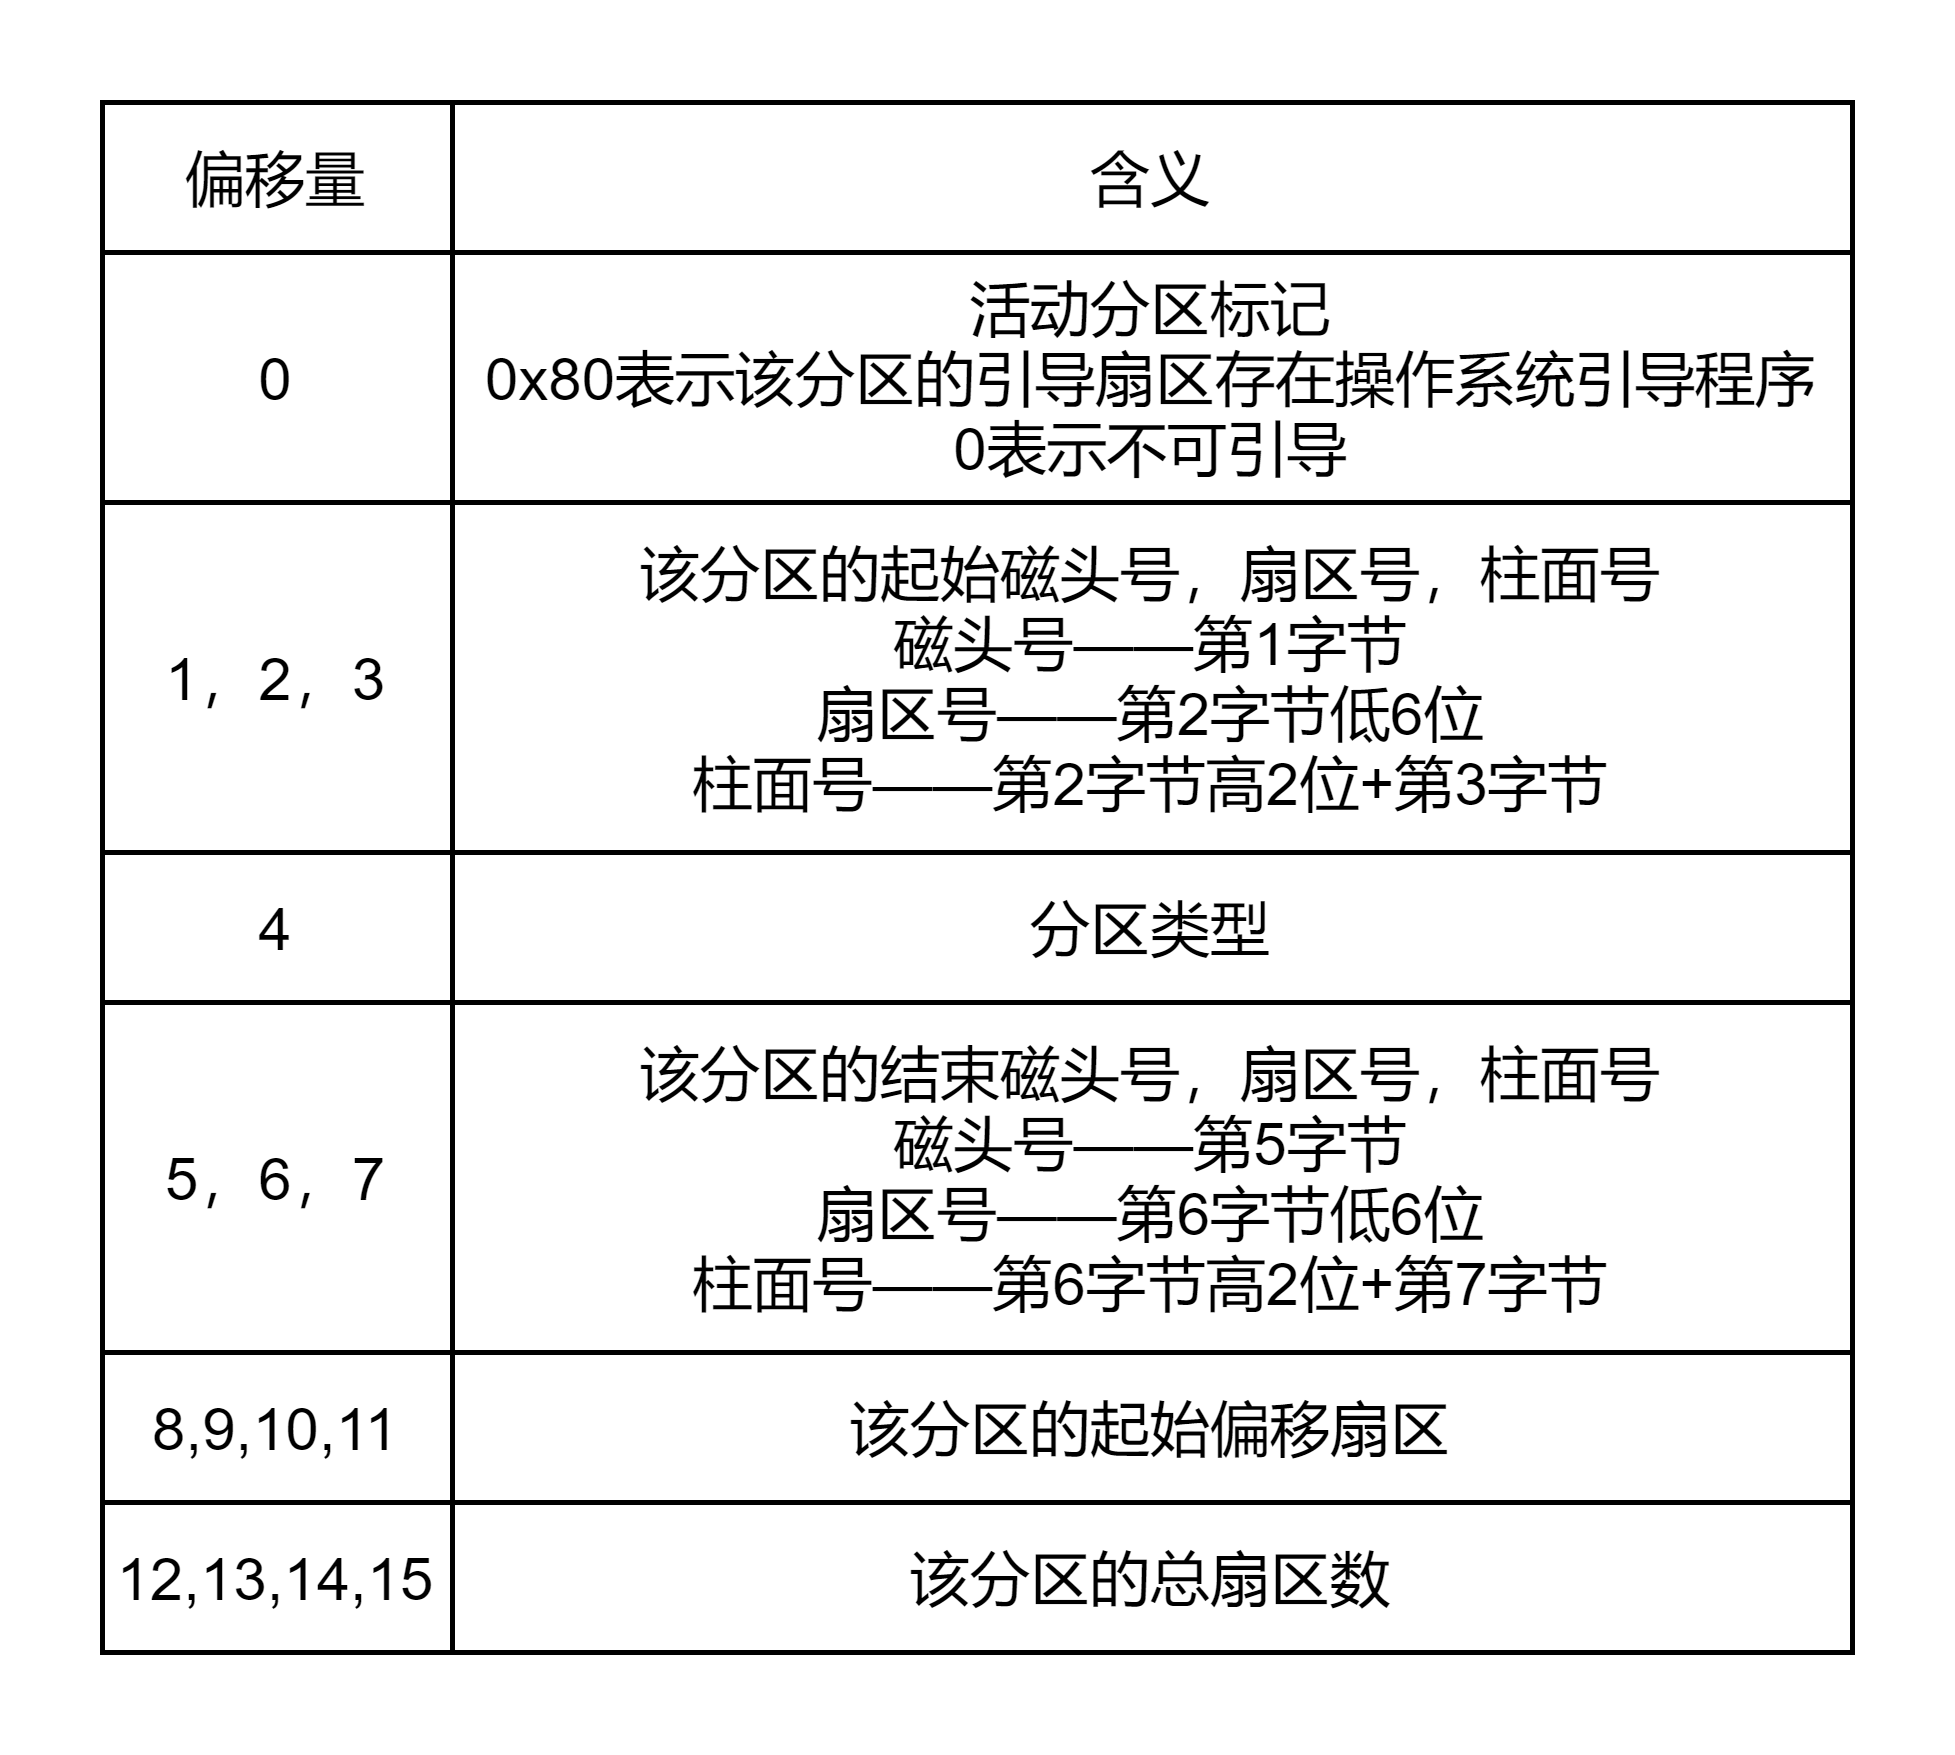 偏移量
含义
0
活动分区标记
0x80表示该分区的引导扇区存在操作系统引导程序
0表示不可引导
1，2，3
该分区的起始磁头号，扇区号，柱面号
磁头号——第1字节
扇区号——第2字节低6位
柱面号——第2字节高2位+第3字节
4
分区类型
5，6，7
该分区的结束磁头号，扇区号，柱面号
磁头号——第5字节
扇区号——第6字节低6位
柱面号——第6字节高2位+第7字节
8,9,10,11
该分区的起始偏移扇区
12,13,14,15
该分区的总扇区数